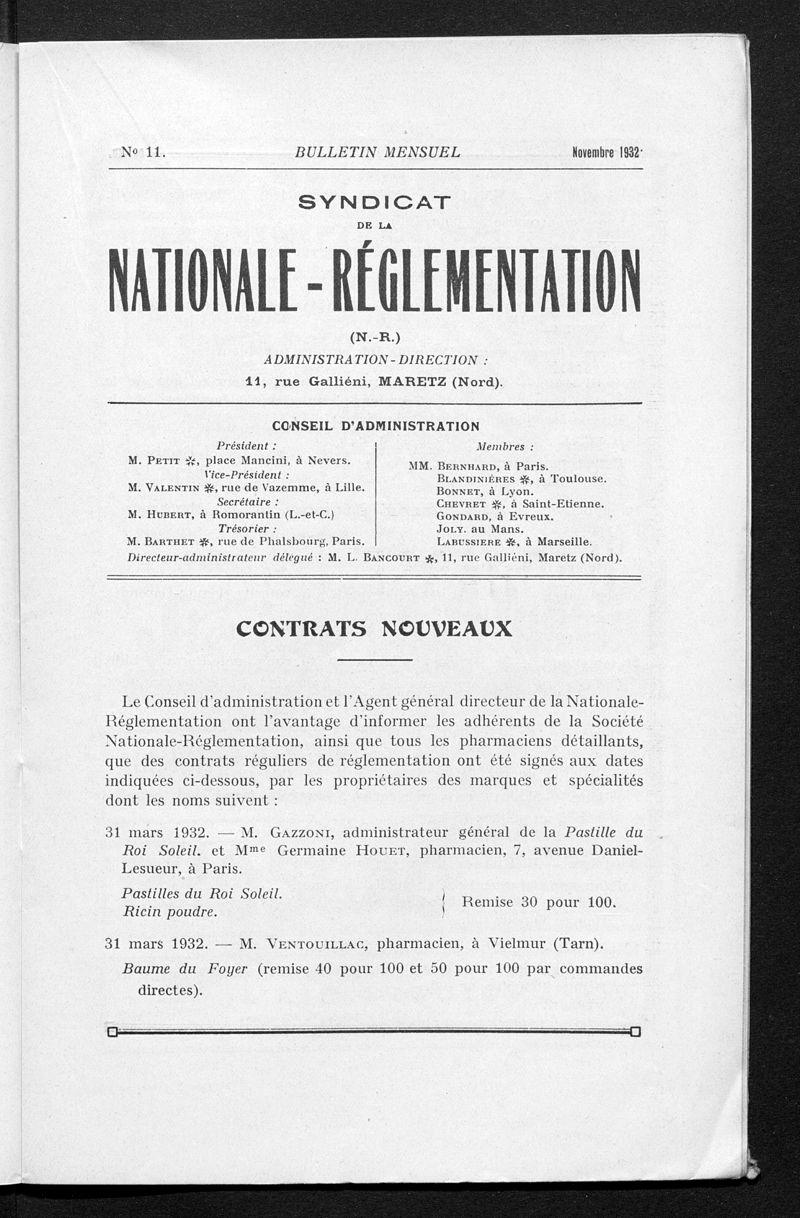 No 11. BULLETIN MENSUEL Novembre 1932
SYNDICAT
DE LA
NATIONALE-RÉGLEMENTATION
(N.-R.)
ADMINISTRATION-DIRECTION :
11, rue Galliéni, MARETZ (Nord).
CONSEIL D'ADMINISTRATION
Président :
M. PETIT ✻, place Mancini, à Nevers.
Vice-Président :
M. VALENTIN ✻, rue de Vazemme, à Lille.
Secrétaire :
M. HUBERT, à Romorantin (L.-et-C.)
Trésorier :
M. BARTHET ✻, rue de Phalsbourg, Paris.
Membres :
MM. BERNHARD, à Paris.
BLANDINIÉRES ✻, à Toulouse.
BONNET, à Lyon.
CHEVRET ✻, à Saint-Etienne.
GONDARD, à Evreux.
JOLY. au Mans.
LABUSSIERE ✻, à Marseille.
Directeur-administrateur délégué : M. L. BANCOURT ✻, 11, rue Galliéni, Maretz (Nord).
CONTRATS NOUVEAUX
Le Conseil d'administration et l'Agent général directeur de la Nationale-
Réglementation ont l'avantage d'informer les adhérents de la Société
Nationale-Réglementation, ainsi que tous les pharmaciens détaillants,
que des contrats réguliers de réglementation ont été signés aux dates
indiquées ci-dessous, par les propriétaires des marques et spécialités
dont les noms suivent :
31 mars 1932. — M. GAZZONI, administrateur général de la Pastille du
Roi Soleil. et Mme Germaine HOUET, pharmacien, 7, avenue Daniel-
Lesueur, à Paris.
Pastilles du Roi Soleil.
Ricin poudre.
Remise 30 pour 100.
31 mars 1932. — M. VENTOUILLAC, pharmacien, à Vielmur (Tarn).
Baume du Foyer (remise 40 pour 100 et 50 pour 100 par commandes
directes).